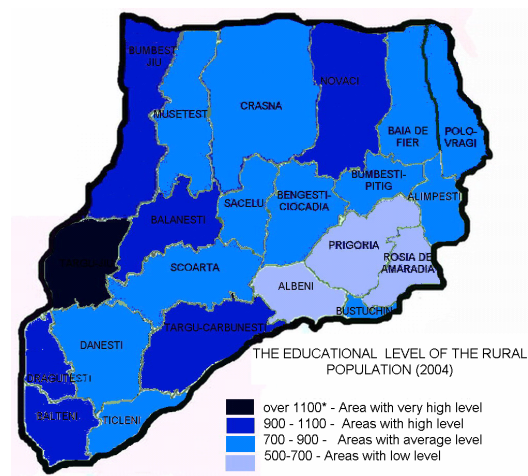 BUMBESTI
JILI
MUSETEST
CRASNA
NOVACI
BAIA DE
FIER
POLO-
VRAGI
BUMBESTI-
PITIG
ALIMPESTI
SACELU
BENGESTI-
CIOCADIA
BALANESTI
PRIGORIA
ROSIA DE
AMARADIA
SCOARTA
ALBENI
BUSTUCHIN
TARGU-CARBUNESTI
DANESTI
DRAGUTESTI
TICLENI
THE EDUCATIONAL LEVEL OF THE RURAL
POPULATION (2004)
over 1100* - Area with very high level
900 - 1100 - Areas with high level
700 - 900 - Areas with average level
500-700 - Areas with low level